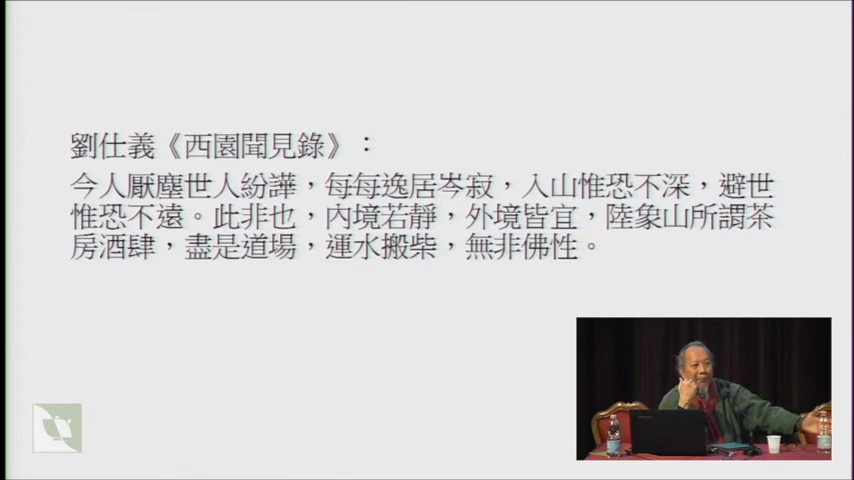 劉仕義《西園聞見錄》：
今人厭塵世人紛譁，每每逸居岑寂，入山惟恐不深，避世
惟恐不遠。此非也，內境若靜，外境皆宜，陸象山所謂茶
房酒肆，盡是道場，運水搬柴，無非佛性。